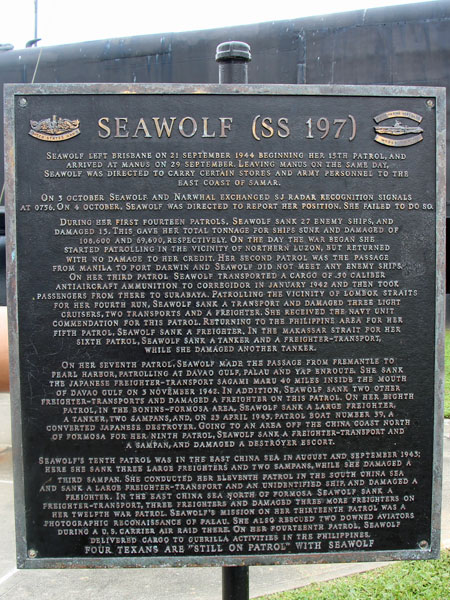 SEAWOLF (SS 197)
SEAWOLF LEFT BRISBANE ON 21 SEPTEMBER 1944 BEGINNING HER 15TH PATROL, AND
ARRIVED AT MANUS ON 29 SEPTEMBER. LEAVING MANUS ON THE SAME DAY,
SEAWOLF WAS DIRECTED TO CARRY CERTAIN STORES AND ARMY PERSONNEL TO THE
EAST COAST OF SAMAR.
ON 3 OCTOBER SEAWOLF AND NARWHAL EXCHANGED SJ RADAR RECOGNITION SIGNALS
AT 0756. ON 4 OCTOBER, SEAWOLF WAS DIRECTED TO REPORT HER POSITION. SHE FAILED TO DO SO.
DURING HER FIRST FOURTEEN PATROLS, SEAWOLF SANK 27 ENEMY SHIPS, AND
DAMAGED 13. THIS GAVE HER TOTAL TONNAGE FOR SHIPS SUNK AND DAMAGED OF
108,600 AND 69,690, RESPECTIVELY. ON THE DAY THE WAR BEGAN SHE
STARTED PATROLLING IN THE VICINITY OF NORTHERN LUZON, BUT RETURNED
WITH NO DAMAGE TO HER CREDIT. HER SECOND PATROL WAS THE PASSAGE
FROM MANILA TO PORT DARWIN AND SEAWOLF DID NOT MEET ANY ENEMY SHIPS.
ON HER THIRD PATROL SEAWOLF TRANSPORTED A CARGO OF .50 CALIBER
ANTIAIRCRAFT AMMUNITION TO CORREGIDOR IN JANUARY 1942 AND THEN TOOK
PASSENGERS FROM THERE TO SURABAYA. PATROLLING THE VICINITY OF LOMBOK STRAITS
FOR HER FOURTH RUN, SEAWOLF SANK A TRANSPORT AND DAMAGED THREE LIGHT
CRUISERS, TWO TRANSPORTS AND A FREIGHTER. SHE RECEIVED THE NAVY UNIT
COMMENDATION FOR THIS PATROL. RETURNING TO THE PHILIPPINE AREA FOR HER
FIFTH PATROL, SEAWOLF SANK A FREIGHTER. IN THE MAKASSAR STRAIT FOR HER
SIXTH PATROL, SEAWOLF SANK A TANKER AND A FREIGHTER-TRANSPORT,
WHILE SHE DAMAGED ANOTHER TANKER.
ON HER SEVENTH PATROL, SEAWOLF MADE THE PASSAGE FROM FREMANTLE TO
PEARL HARBOR, PATROLLING AT DAVAO GULF, PALAU AND YAP ENROUTE. SHE SANK
THE JAPANESE FREIGHTER-TRANSPORT SAGAMI MARU 40 MILES INSIDE THE MOUTH
OF DAVAO GULF ON 3 NOVEMBER 1942. IN ADDITION, SEAWOLF SANK TWO OTHER
FREIGHTER-TRANSPORTS AND DAMAGED A FREIGHTER ON THIS PATROL. ON HER EIGHTH
PATROL, IN THE BONINS-FORMOSA AREA, SEAWOLF SANK A LARGE FREIGHTER,
A TANKER, TWO SAMPANS, AND, ON 23 APRIL 1943, PATROL BOAT NUMBER 39, A
CONVERTED JAPANESE DESTROYER. GOING TO AN AREA OFF THE CHINA COAST NORTH
OF FORMOSA FOR HER NINTH PATROL, SEAWOLF SANK A FREIGHTER-TRANSPORT AND
A SAMPAN, AND DAMAGED A DESTROYER ESCORT.
SEAWOLF'S TENTH PATROL WAS IN THE EAST CHINA SEA IN AUGUST AND SEPTEMBER 1943;
HERE SHE SANK THREE LARGE FREIGHTERS AND TWO SAMPANS, WHILE SHE DAMAGED A
THIRD SAMPAN. SHE CONDUCTED HER ELEVENTH PATROL IN THE SOUTH CHINA SEA
AND SANK A LARGE FREIGHTER-TRANSPORT AND AN UNIDENTIFIED SHIP, AND DAMAGED A
FREIGHTER. IN THE EAST CHINA SEA NORTH OF FORMOSA SEAWOLF SANK A
FREIGHTER-TRANSPORT, THREE FREIGHTERS AND DAMAGED THREE MORE FREIGHTERS ON
HER TWELFTH WAR PATROL. SEAWOLF'S MISSION ON HER THIRTEENTH PATROL WAS A
PHOTOGRAPHIC RECONAISSANCE OF PALAU. SHE ALSO RESCUED TWO DOWNED AVIATORS
DURING A U.S. CARRIER AIR RAID THERE. ON HER FOURTEENTH PATROL, SEAWOLF
DELIVERED CARGO TO GUERILLA ACTIVITIES IN THE PHILIPPINES.
FOUR TEXANS ARE "STILL ON PATROL" WITH SEAWOLF